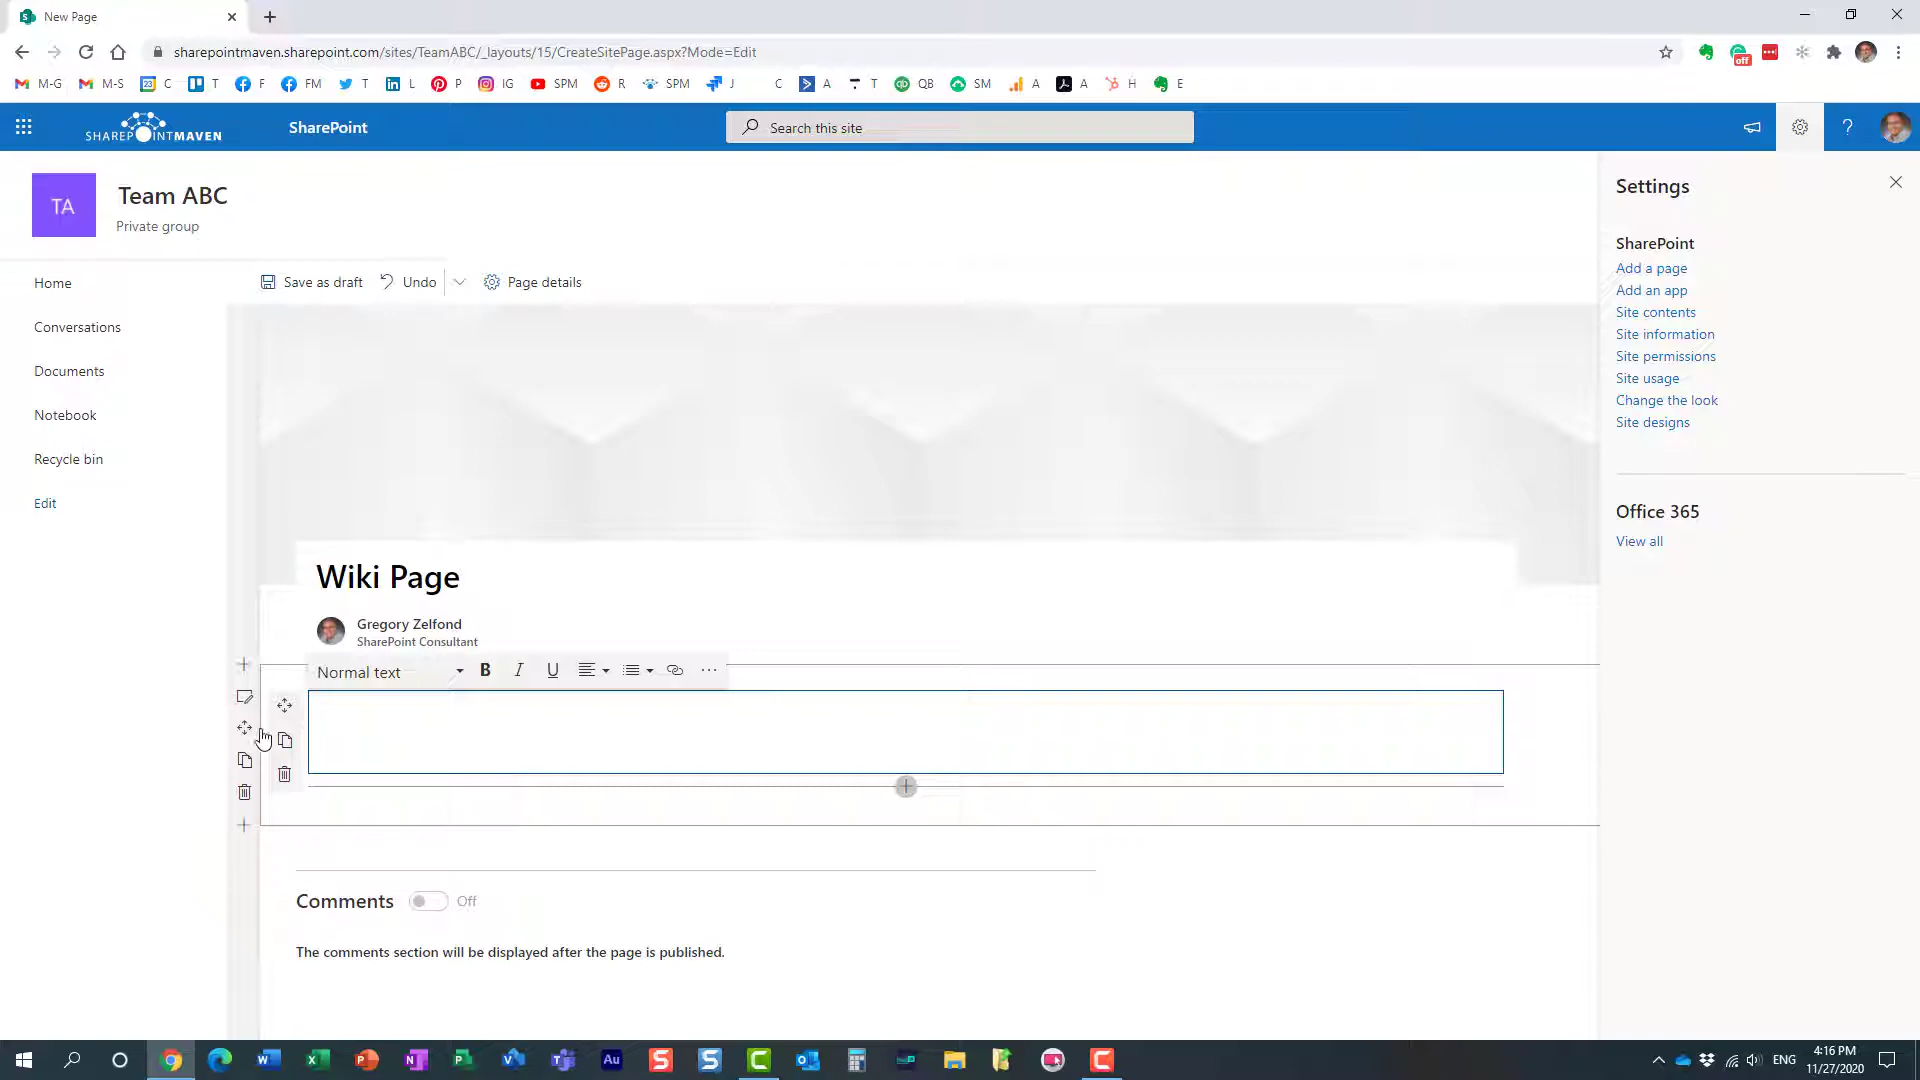 New Page
sharepointmaven.sharepoint.com/sites/TeamABC/_layouts/15/CreateSitePage.aspx?Mode=Edit
off
M-G M-S 23 C T F FM T L P IG SPM R SPM J C A T QB SM A A H E
SHAREPOINTMAVEN SharePoint Search this site ?
TA Team ABC
Private group
Home
Conversations
Documents
Notebook
Recycle bin
Edit
Save as draft Undo Page details
Wiki Page
Gregory Zelfond
SharePoint Consultant
Normal text B I U ...
Comments Off
The comments section will be displayed after the page is published.
Settings
SharePoint
Add a page
Add an app
Site contents
Site information
Site permissions
Site usage
Change the look
Site designs
Office 365
View all
Au
ENG
4:16 PM
11/27/2020